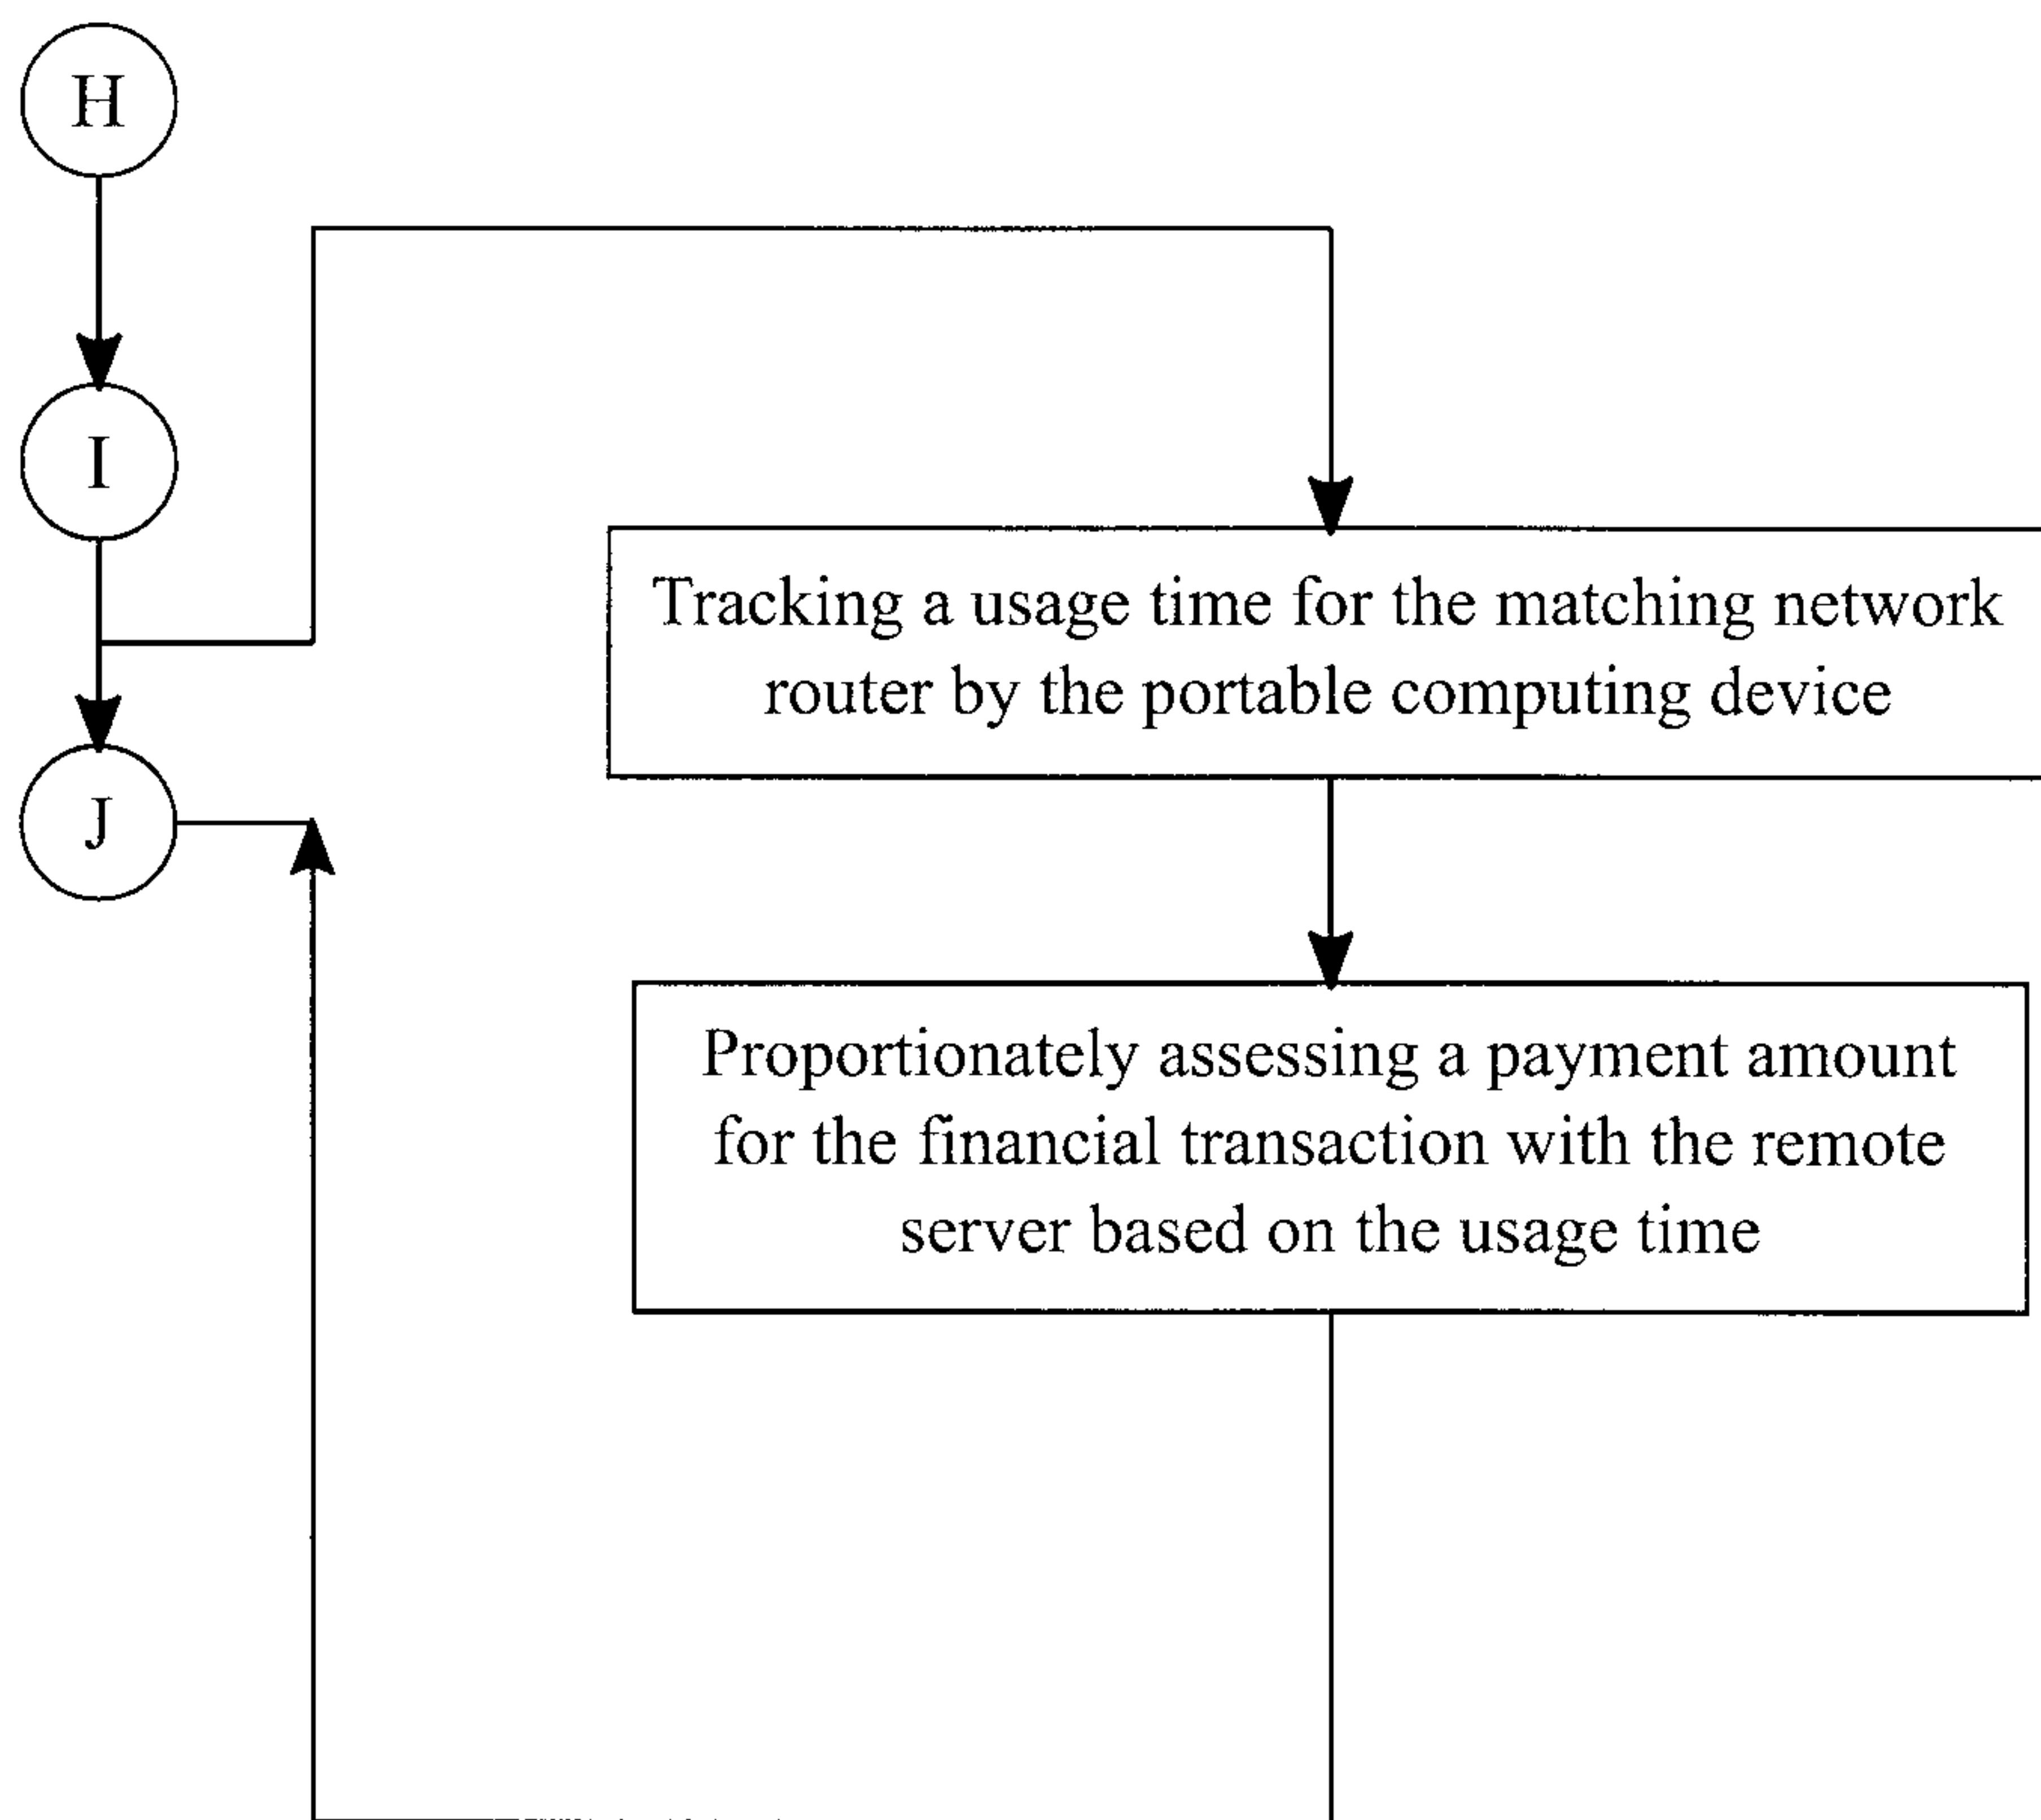 H
I
J
Tracking a usage time for the matching network
router by the portable computing device
Proportionately assessing a payment amount
for the financial transaction with the remote
server based on the usage time